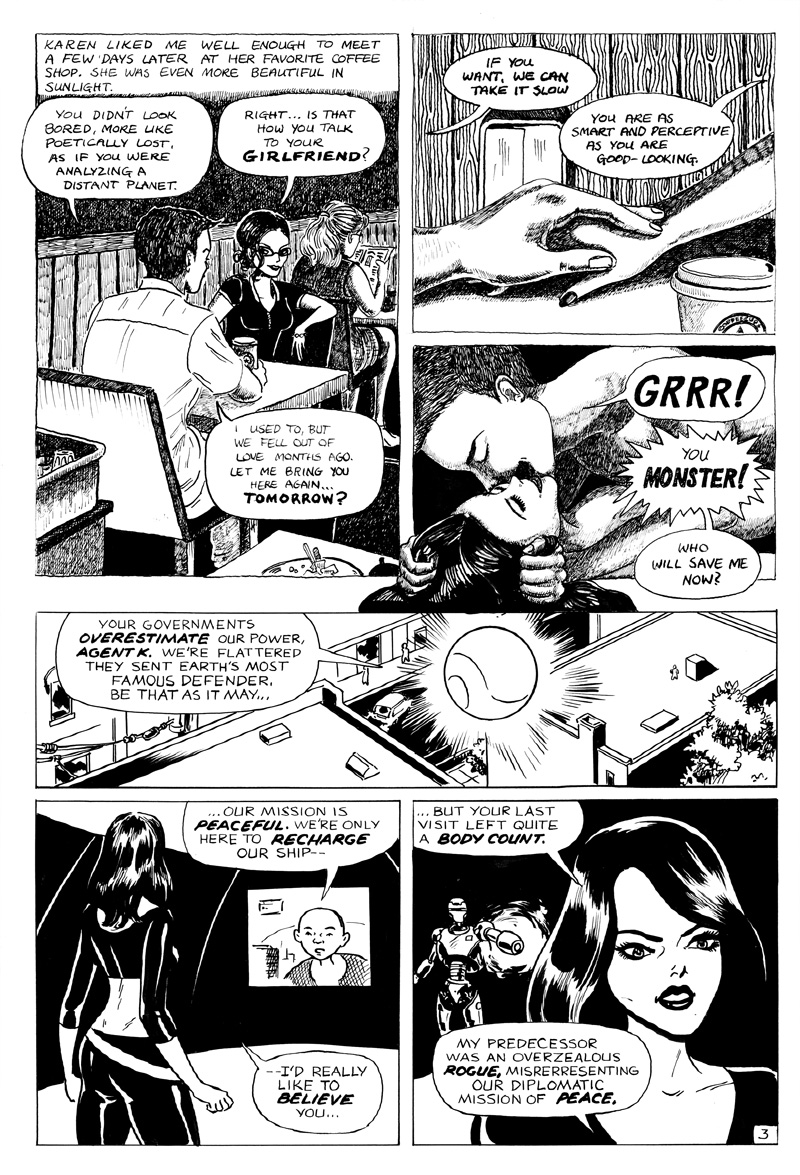 KAREN LIKED ME WELL ENOUGH TO MEET
A FEW DAYS LATER AT HER FAVORITE COFFEE
SHOP. SHE WAS EVEN MORE BEAUTIFUL IN
SUNLIGHT.
YOU DIDN'T LOOK
BORED, MORE LIKE
POETICALLY LOST,
AS IF YOU WERE
ANALYZING A
DISTANT PLANET.
RIGHT... IS THAT
HOW YOU TALK
TO YOUR
GIRLFRIEND?
I USED TO, BUT
WE FELL OUT OF
LOVE MONTHS AGO.
LET ME BRING YOU
HERE AGAIN...
TOMORROW?
IF YOU
WANT, WE CAN
TAKE IT SLOW
YOU ARE AS
SMART AND PERCEPTIVE
AS YOU ARE
GOOD-LOOKING.
GRRR!
YOU
MONSTER!
WHO
WILL SAVE ME
NOW?
YOUR GOVERNMENTS
OVERESTIMATE OUR POWER,
AGENT K. WE'RE FLATTERED
THEY SENT EARTH'S MOST
FAMOUS DEFENDER.
BE THAT AS IT MAY...
...OUR MISSION IS
PEACEFUL. WE'RE ONLY
HERE TO RECHARGE
OUR SHIP--
--I'D REALLY
LIKE TO
BELIEVE
YOU...
...BUT YOUR LAST
VISIT LEFT QUITE
A BODY COUNT.
MY PREDECESSOR
WAS AN OVERZEALOUS
ROGUE, MISRERRESENTING
OUR DIPLOMATIC
MISSION OF PEACE.
3